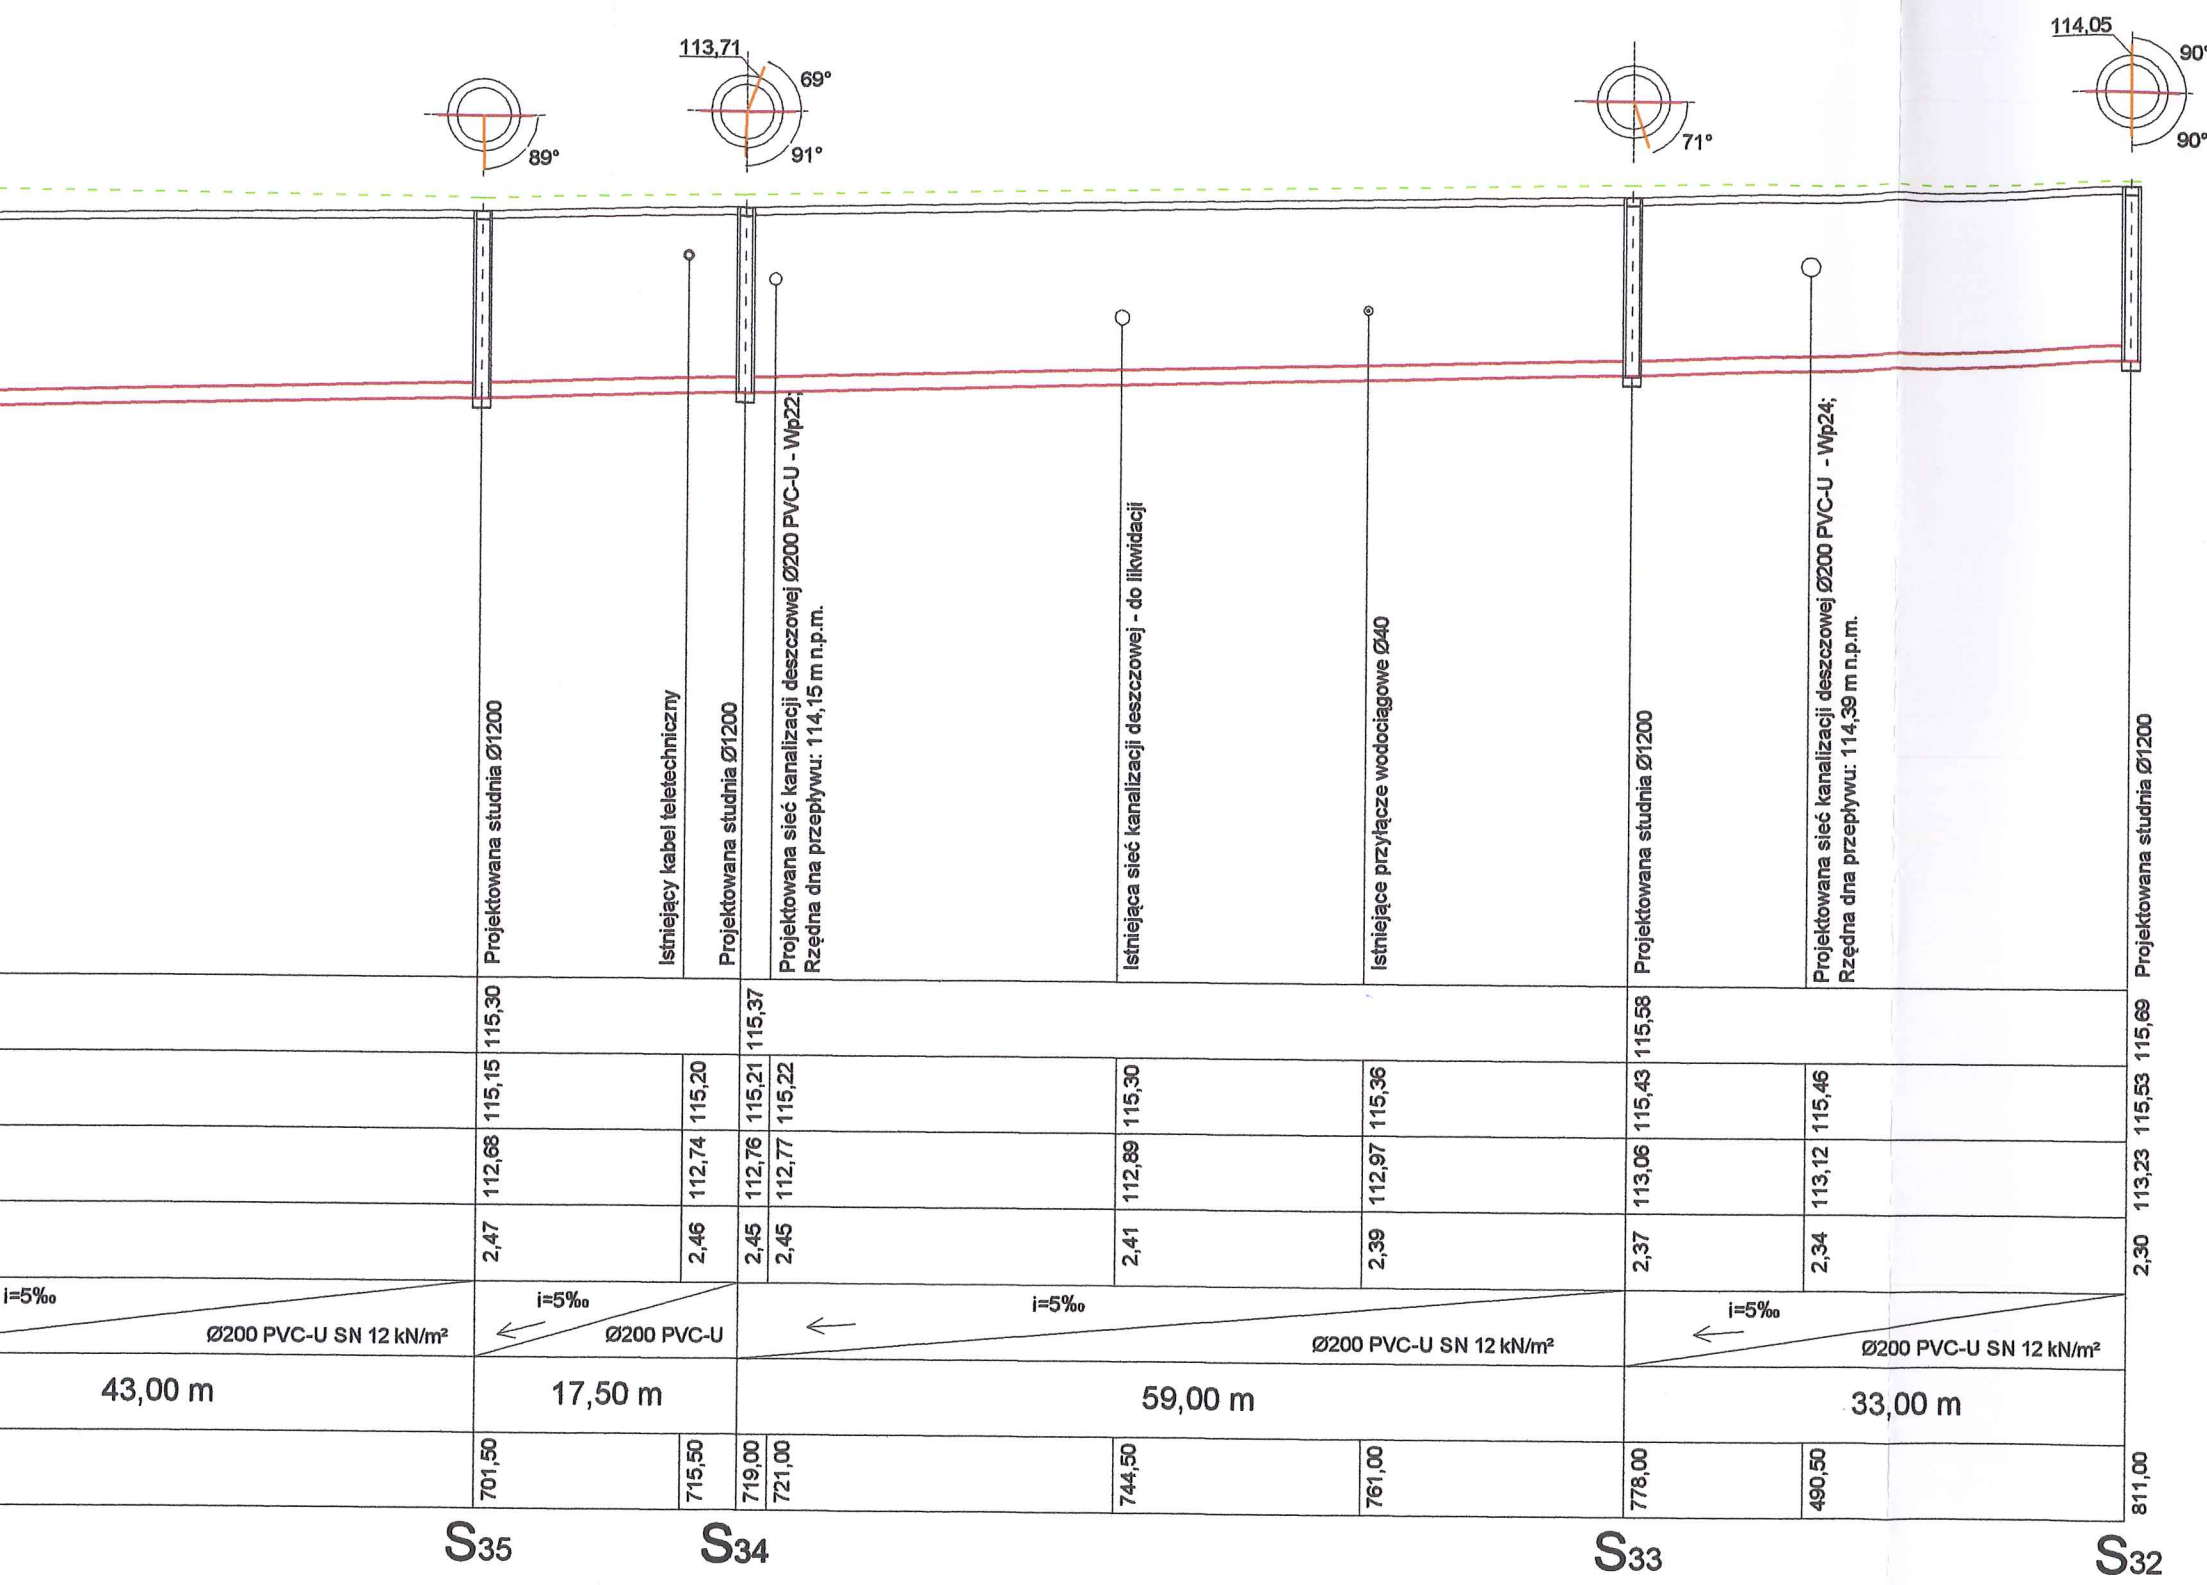 113,71
69°
91°
89°
71°
114,05
90°
90°
Projektowana studnia Ø1200
Istniejący kabel teletechniczny
Projektowana studnia Ø1200
Projektowana sieć kanalizacji deszczowej Ø200 PVC-U - Wp22;
Rzędna dna przepływu: 114,15 m n.p.m.
Istniejąca sieć kanalizacji deszczowej - do likwidacji
Istniejące przyłącze wodociągowe Ø40
Projektowana studnia Ø1200
Projektowana sieć kanalizacji deszczowej Ø200 PVC-U - Wp24;
Rzędna dna przepływu: 114,39 m n.p.m.
Projektowana studnia Ø1200
115,30 115,37 115,58 115,69
115,15 115,20 115,21 115,22 115,30 115,36 115,43 115,46 115,53
112,68 112,74 112,76 112,77 112,89 112,97 113,06 113,12 113,23
2,47 2,46 2,45 2,45 2,41 2,39 2,37 2,34 2,30
i=5‰ i=5‰ i=5‰ i=5‰
Ø200 PVC-U SN 12 kN/m² Ø200 PVC-U Ø200 PVC-U SN 12 kN/m² Ø200 PVC-U SN 12 kN/m²
43,00 m 17,50 m 59,00 m 33,00 m
701,50 715,50 719,00 721,00 744,50 761,00 778,00 490,50 811,00
S35 S34 S33 S32